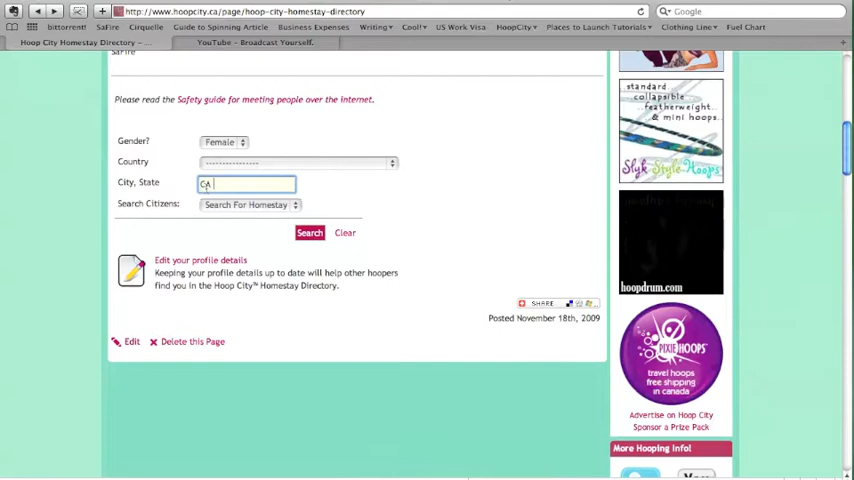 http://www.hoopcity.ca/page/hoop-city-homestay-directory
Google
bittorrent! SaFire Cirquelle Guide to Spinning Article Business Expenses Writing Cool! US Work Visa HoopCity Places to Launch Tutorials Clothing Line Fuel Chart
Hoop City Homestay Directory – ...
YouTube – Broadcast Yourself.
SaFire
Please read the Safety guide for meeting people over the internet.
Gender? Female
Country ----------------
City, State CA
Search Citizens: Search For Homestay
Search Clear
Edit your profile details
Keeping your profile details up to date will help other hoopers
find you in the Hoop City™ Homestay Directory.
SHARE
Posted November 18th, 2009
Edit Delete this Page
standard
collapsible
featherweight
& mini hoops
Slyk Style Hoops
hoopdrum.com
PIXIE HOOPS
travel hoops
free shipping
in canada
Advertise on Hoop City
Sponsor a Prize Pack
More Hooping Info!